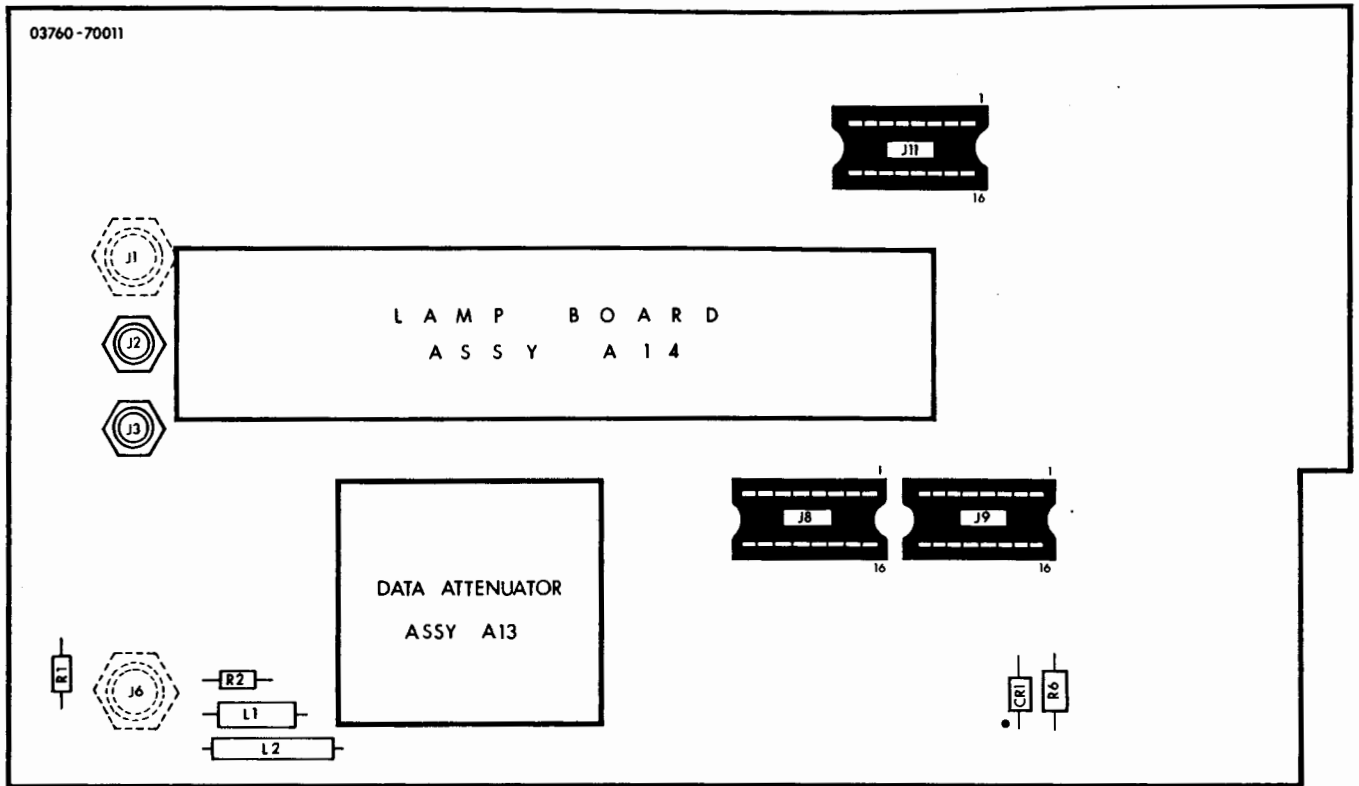 03760-70011
1
J11
16
J1
LAMP BOARD
ASSY A14
J2
J3
1
1
J8
J9
16
16
DATA ATTENUATOR
ASSY A13
R1
J6
R2
L1
L2
CR1
R6